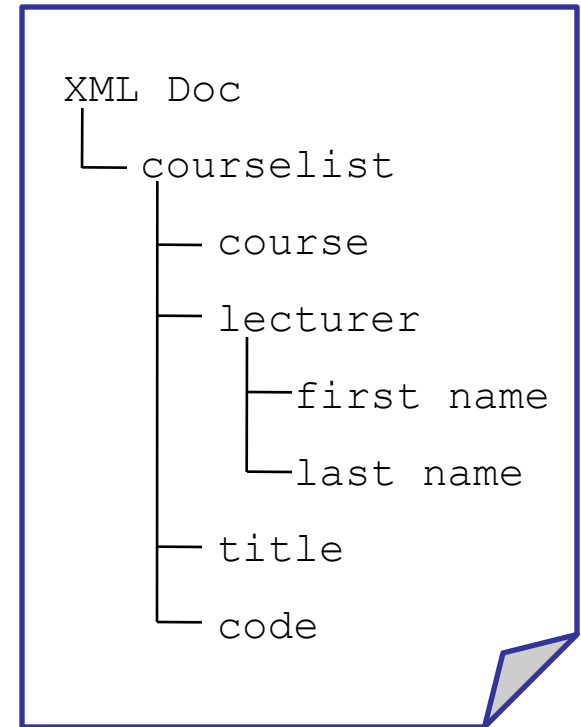 XML Doc
courselist
course
lecturer
first name
last name
title
code